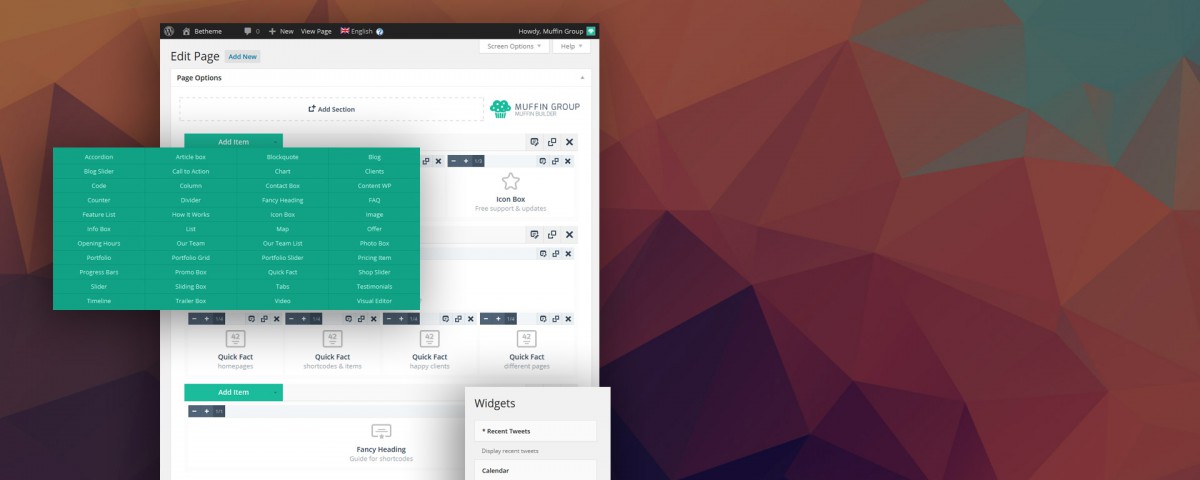 Betheme 0 New View Page English Howdy, Muffin Group
Screen Options Help
Edit Page Add New
Page Options
Add Section
MUFFIN GROUP
MUFFIN BUILDER
Add Item
Accordion Article box Blockquote Blog
Blog Slider Call to Action Chart Clients
Code Column Contact Box Content WP
Counter Divider Fancy Heading FAQ
Feature List How it Works Icon Box Image
Info Box List Map Offer
Opening Hours Our Team Our Team List Photo Box
Portfolio Portfolio Grid Portfolio Slider Pricing Item
Progress Bars Promo Box Quick Fact Shop Slider
Slider Sliding Box Tabs Testimonials
Timeline Trailer Box Video Visual Editor
1/3
Icon Box
Free support & updates
1/4 1/4 1/4 1/4
42 42 42 42
Quick Fact Quick Fact Quick Fact Quick Fact
homepages shortcodes & items happy clients different pages
Add Item
1/1
Fancy Heading
Guide for shortcodes
Widgets
* Recent Tweets
Display recent tweets
Calendar